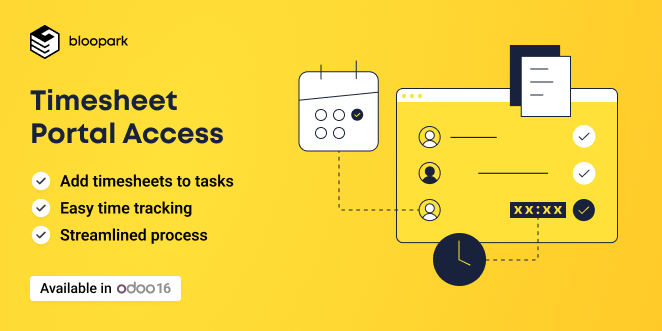 bloopark
Timesheet
Portal Access
Add timesheets to tasks
Easy time tracking
Streamlined process
Available in odoo16
xx:xx